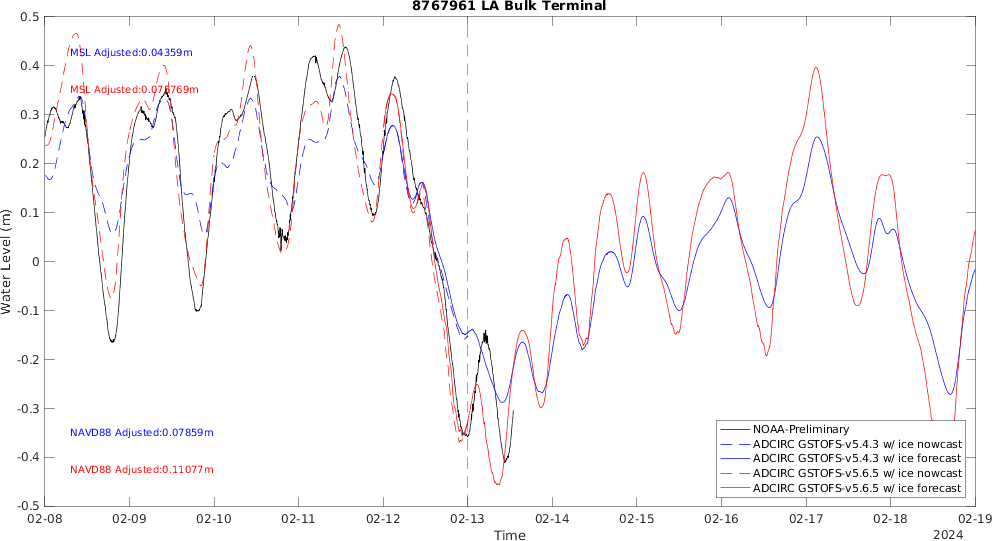 8767961 LA Bulk Terminal
0.5
0.4
0.3
0.2
0.1
0
-0.1
-0.2
-0.3
-0.4
-0.5
Water Level (m)
MSL Adjusted:0.04359m
NAVD88 Adjusted:0.07859m
NAVD88 Adjusted:0.11077m
NOAA-Preliminary
ADCIRC GSTOFS-v5.4.3 w/ ice nowcast
ADCIRC GSTOFS-v5.4.3 w/ ice forecast
ADCIRC GSTOFS-v5.6.5 w/ ice nowcast
ADCIRC GSTOFS-v5.6.5 w/ ice forecast
02-08 02-09 02-10 02-11 02-12 02-13 02-14 02-15 02-16 02-17 02-18 02-19
Time
2024
MSL Adjusted: